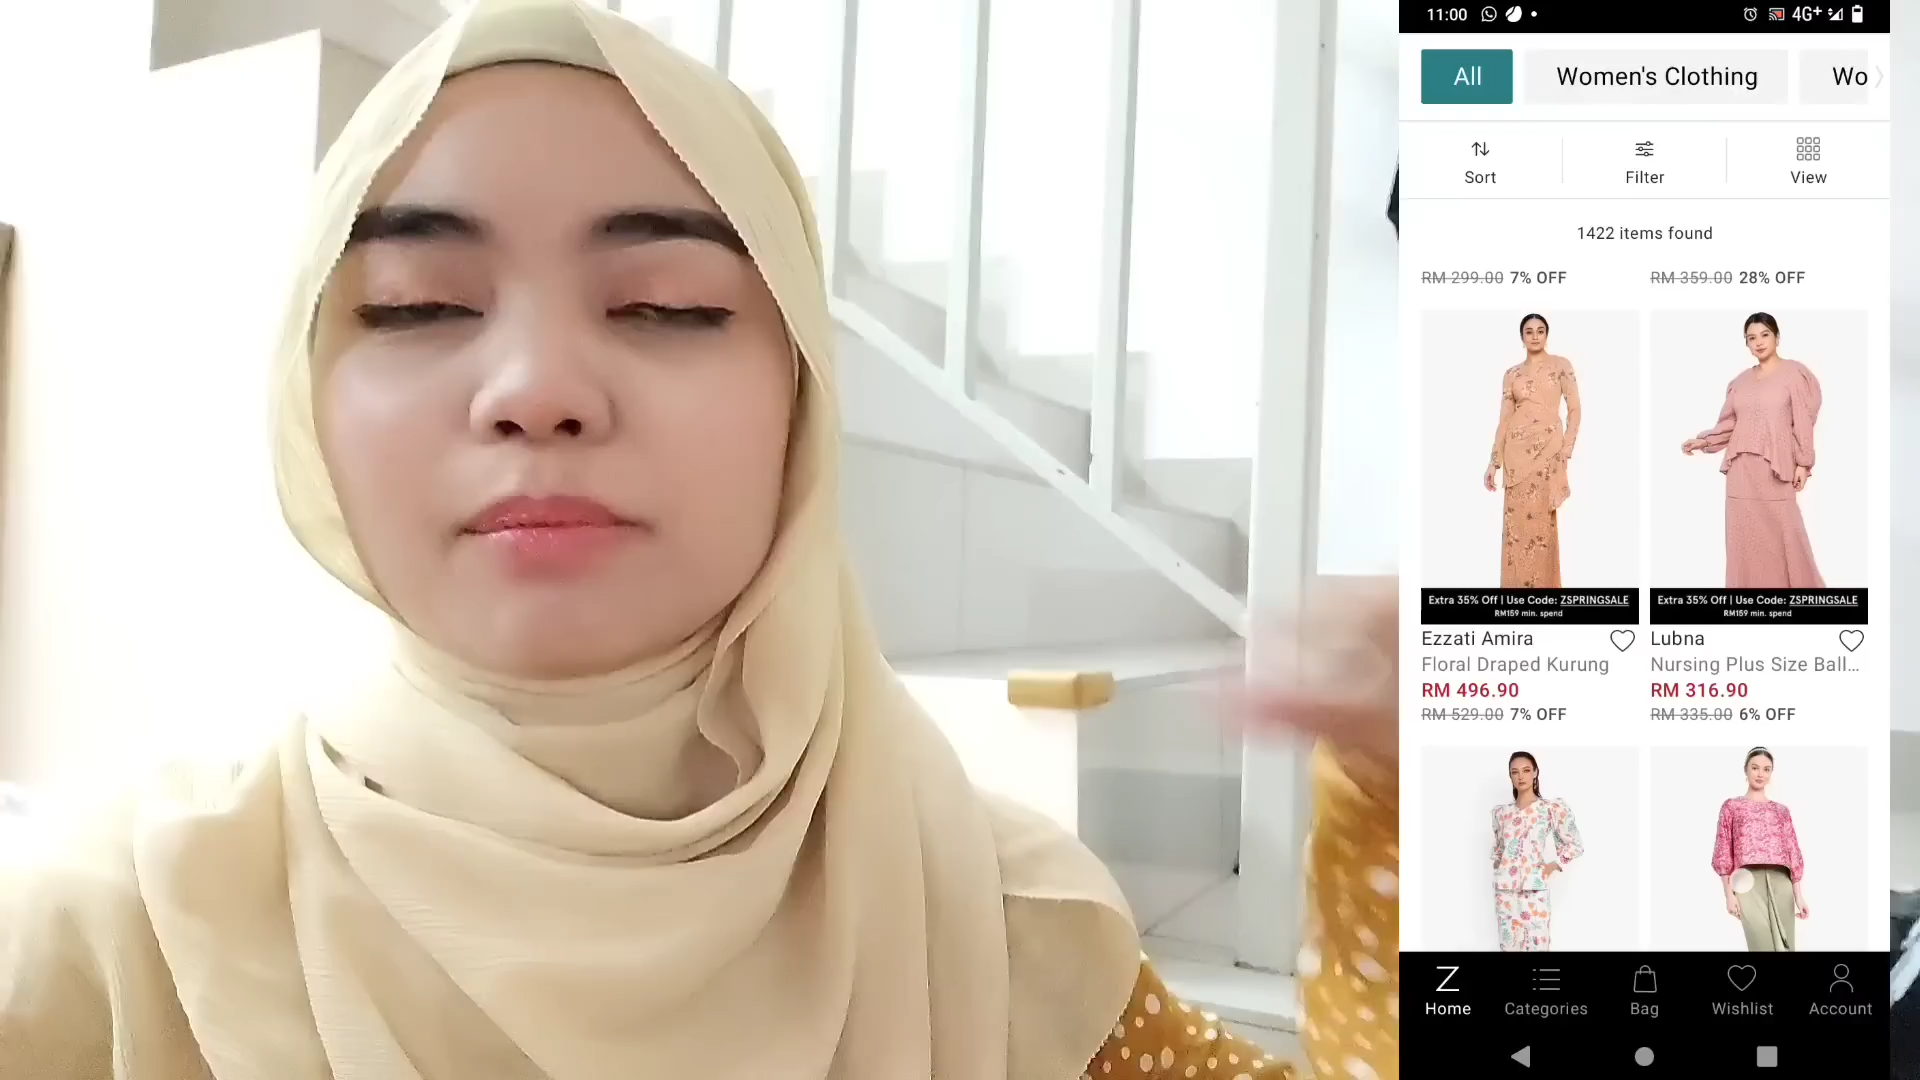 11:00 4G+
All Women's Clothing Wo
Sort Filter View
1422 items found
RM 299.00 7% OFF RM 359.00 28% OFF
Extra 35% Off | Use Code: ZSPRINGSALE
RM159 min. spend
Extra 35% Off | Use Code: ZSPRINGSALE
RM159 min. spend
Ezzati Amira
Floral Draped Kurung
RM 496.90
RM 529.00 7% OFF
Lubna
Nursing Plus Size Ball...
RM 316.90
RM 335.00 6% OFF
Home Categories Bag Wishlist Account